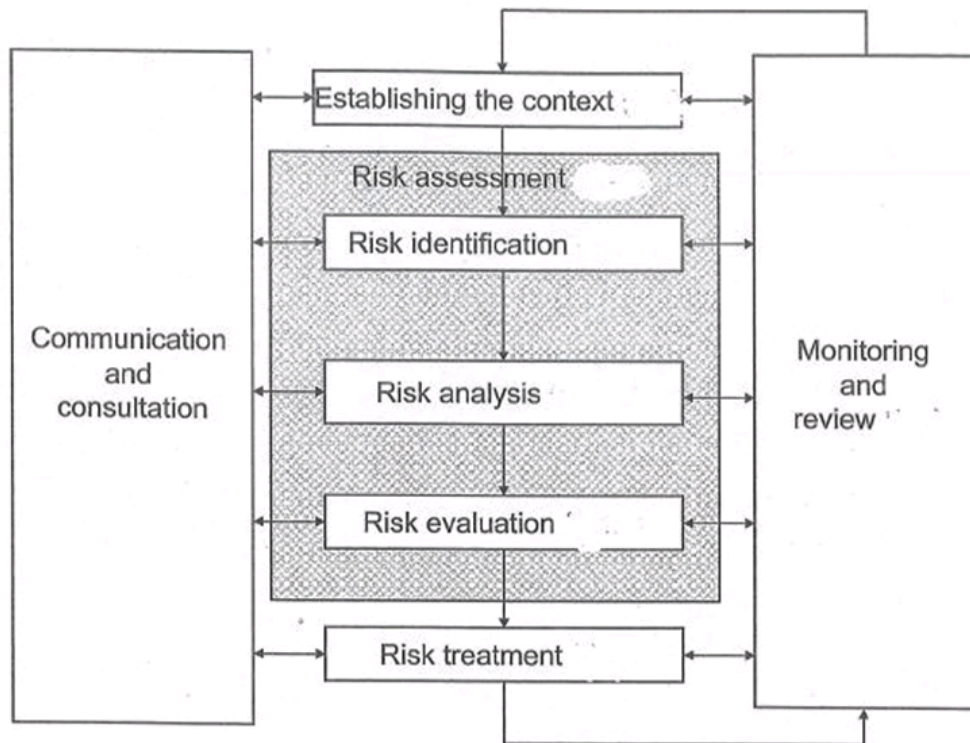 Establishing the context
Risk assessment
Risk identification
Communication
and
consultation
Risk analysis
Monitoring
and
review
Risk evaluation
Risk treatment